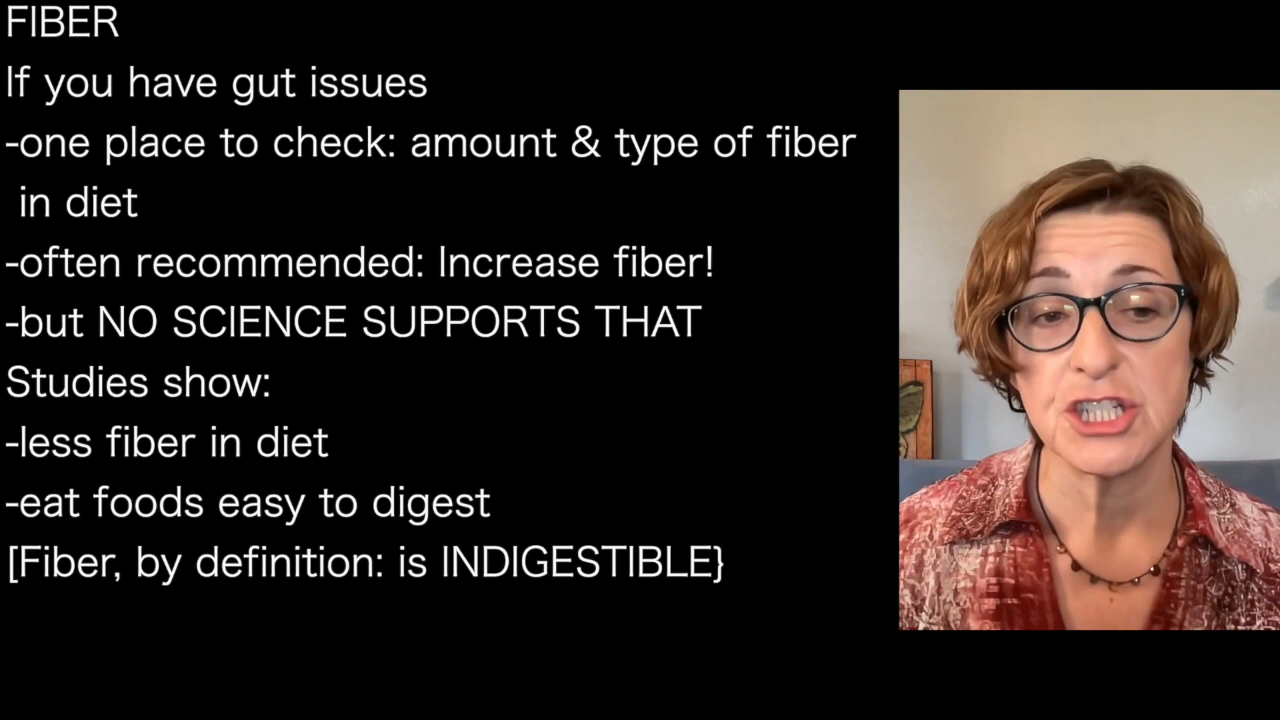 FIBER
If you have gut issues
-one place to check: amount & type of fiber
in diet
-often recommended: Increase fiber!
-but NO SCIENCE SUPPORTS THAT
Studies show:
-less fiber in diet
-eat foods easy to digest
[Fiber, by definition: is INDIGESTIBLE}